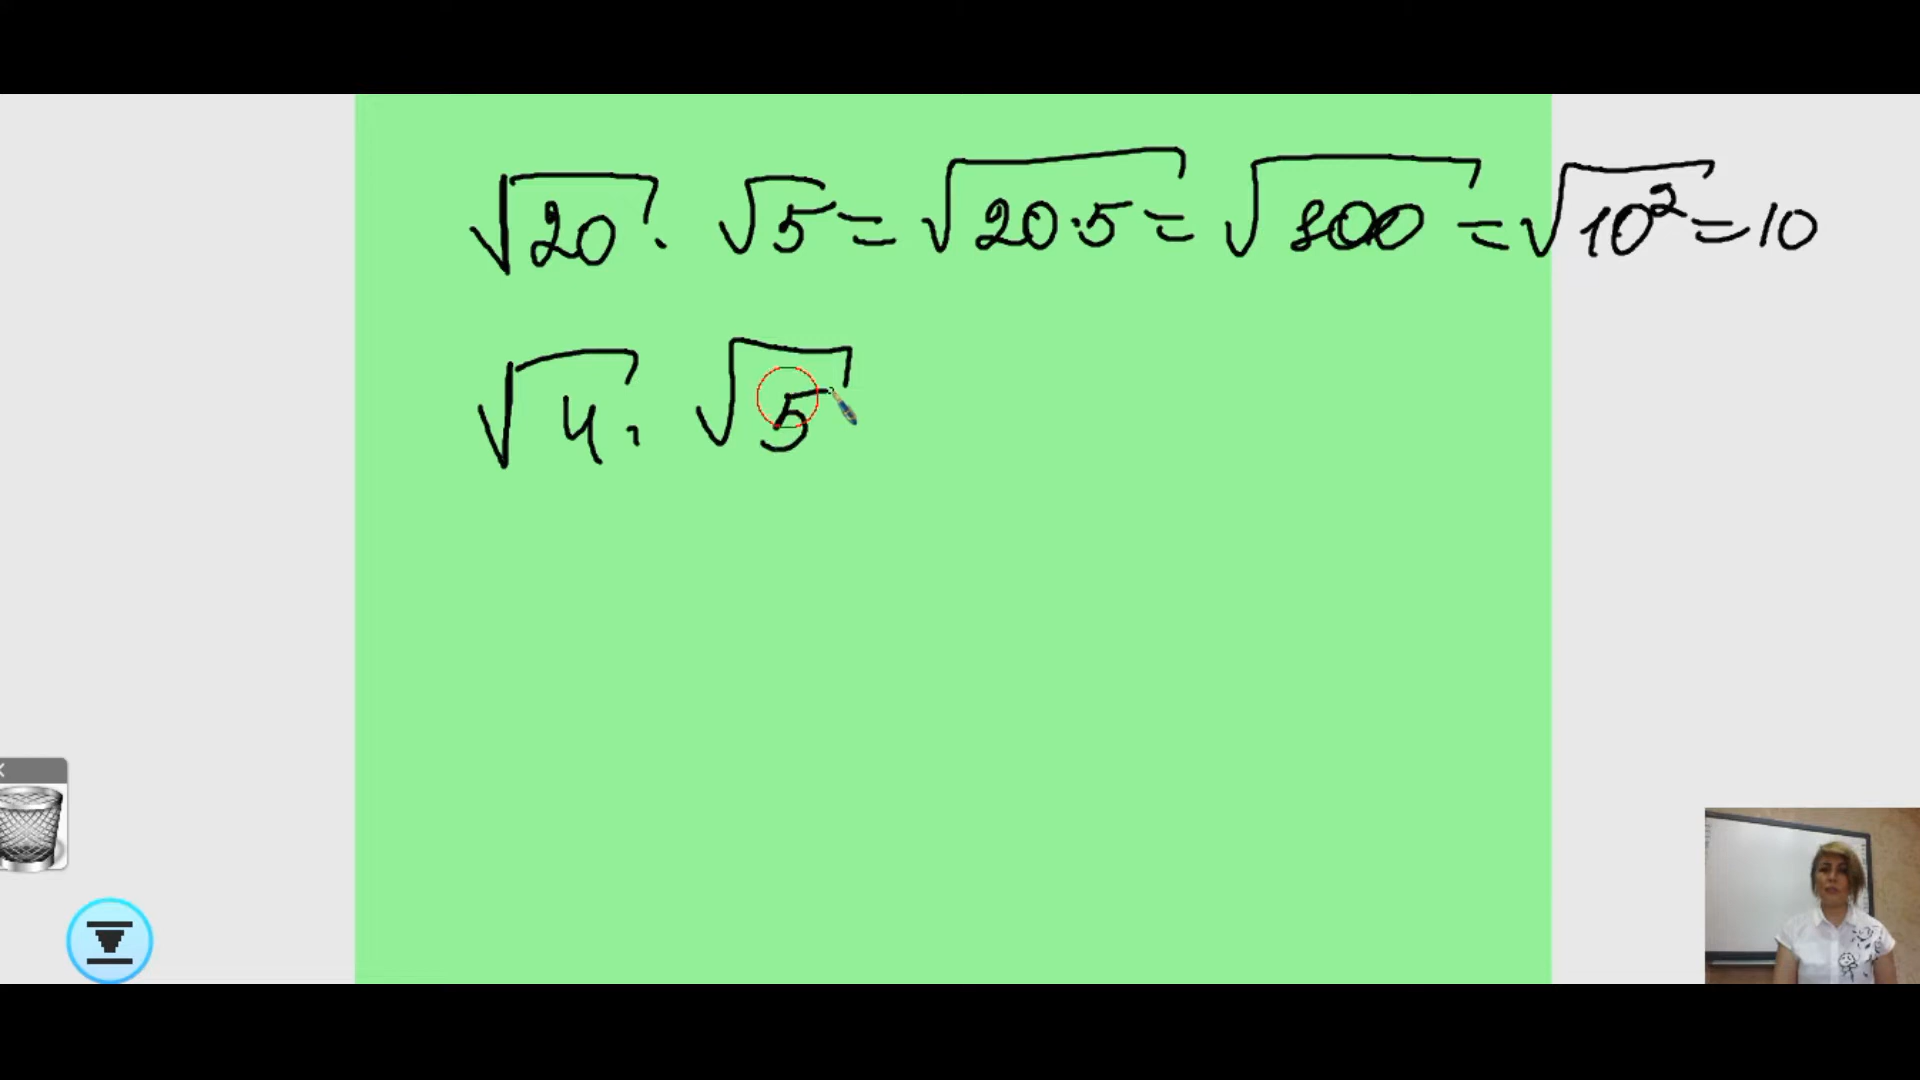 √20 · √5 = √20·5 = √100 = √10² = 10
√4 · √5